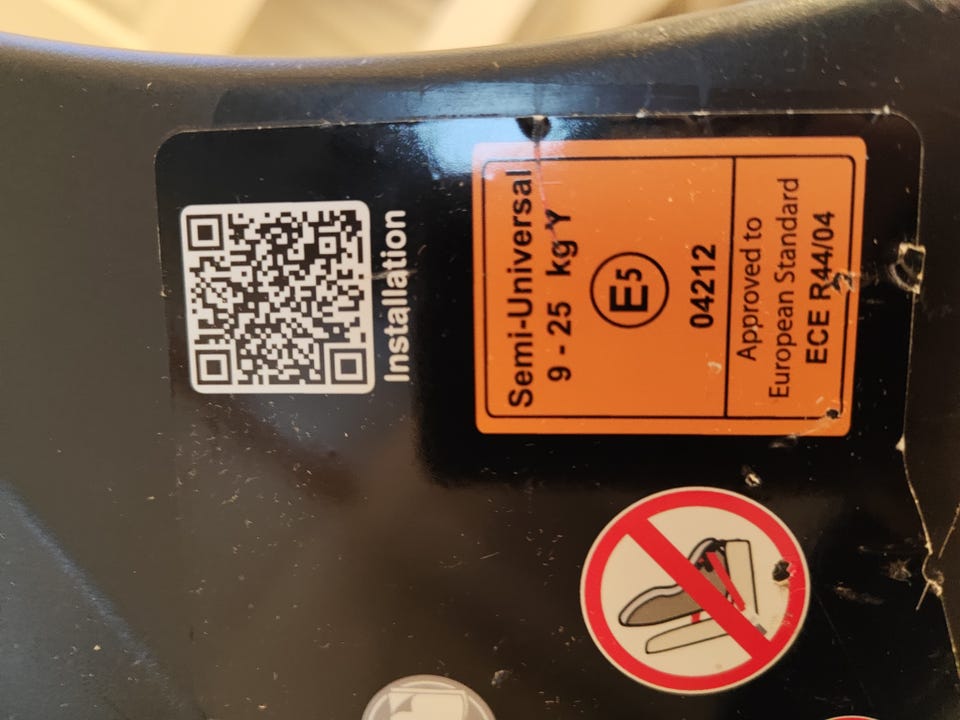 Installation
Semi-Universal
9 - 25 kg Y
E5
04212
Approved to
European Standard
ECE R44/04